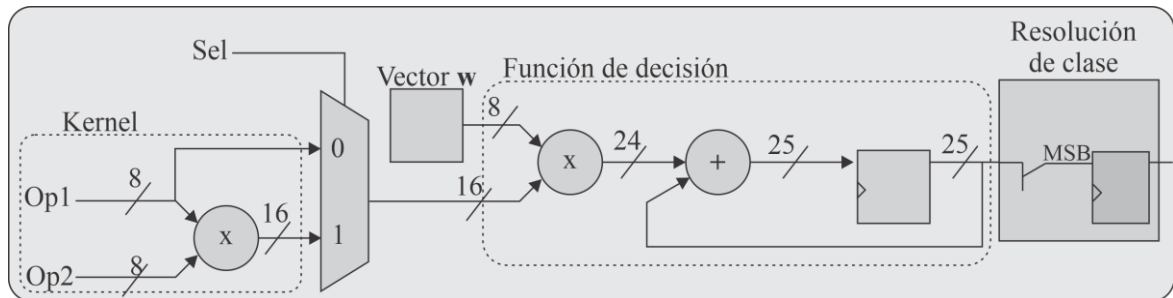 Sel
Kernel
Op1
8
Op2
8
x
16
0
1
16
Vector w
8
Función de decisión
x
24
+
25
25
Resolución
de clase
MSB